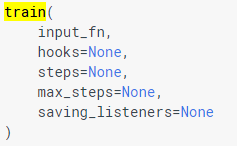 train(
    input_fn,
    hooks=None,
    steps=None,
    max_steps=None,
    saving_listeners=None
)